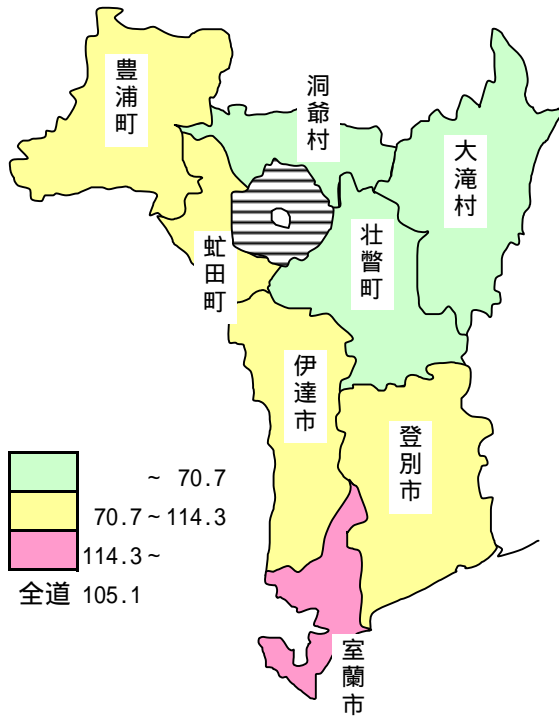 豊浦町
洞爺村
大滝村
虻田町
壮瞥町
伊達市
登別市
室蘭市
~ 70.7
70.7 ~ 114.3
114.3 ~
全道 105.1